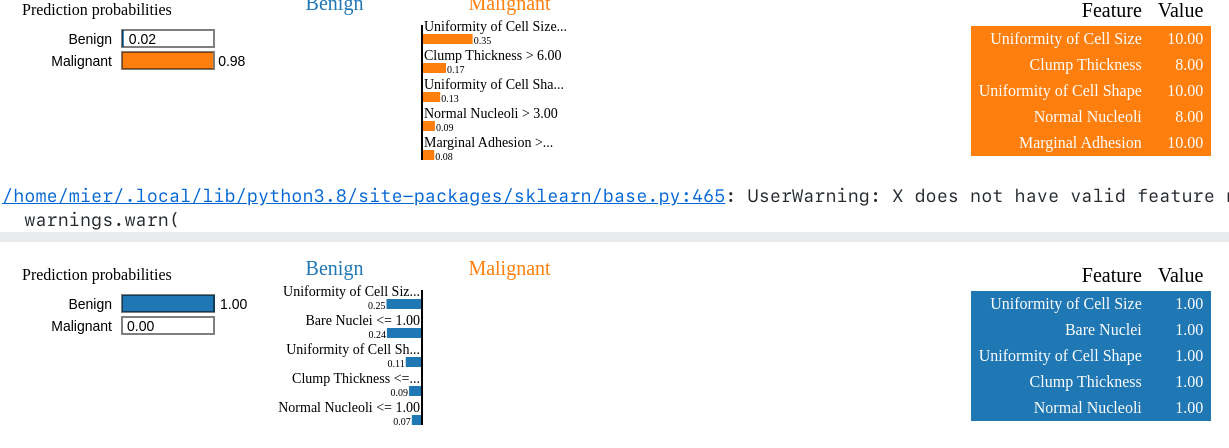 Prediction probabilities
Benign 0.02
Malignant 0.98
Benign Malignant
Uniformity of Cell Size...
0.35
Clump Thickness > 6.00
0.17
Uniformity of Cell Sha...
0.13
Normal Nucleoli > 3.00
0.09
Marginal Adhesion >...
0.08
Feature Value
Uniformity of Cell Size 10.00
Clump Thickness 8.00
Uniformity of Cell Shape 10.00
Normal Nucleoli 8.00
Marginal Adhesion 10.00
/home/mier/.local/lib/python3.8/site-packages/sklearn/base.py:465: UserWarning: X does not have valid feature
warnings.warn(
Prediction probabilities
Benign 1.00
Malignant 0.00
Benign Malignant
Uniformity of Cell Siz...
0.25
Bare Nuclei <= 1.00
0.24
Uniformity of Cell Sh...
0.11
Clump Thickness <=...
0.09
Normal Nucleoli <= 1.00
0.07
Feature Value
Uniformity of Cell Size 1.00
Bare Nuclei 1.00
Uniformity of Cell Shape 1.00
Clump Thickness 1.00
Normal Nucleoli 1.00